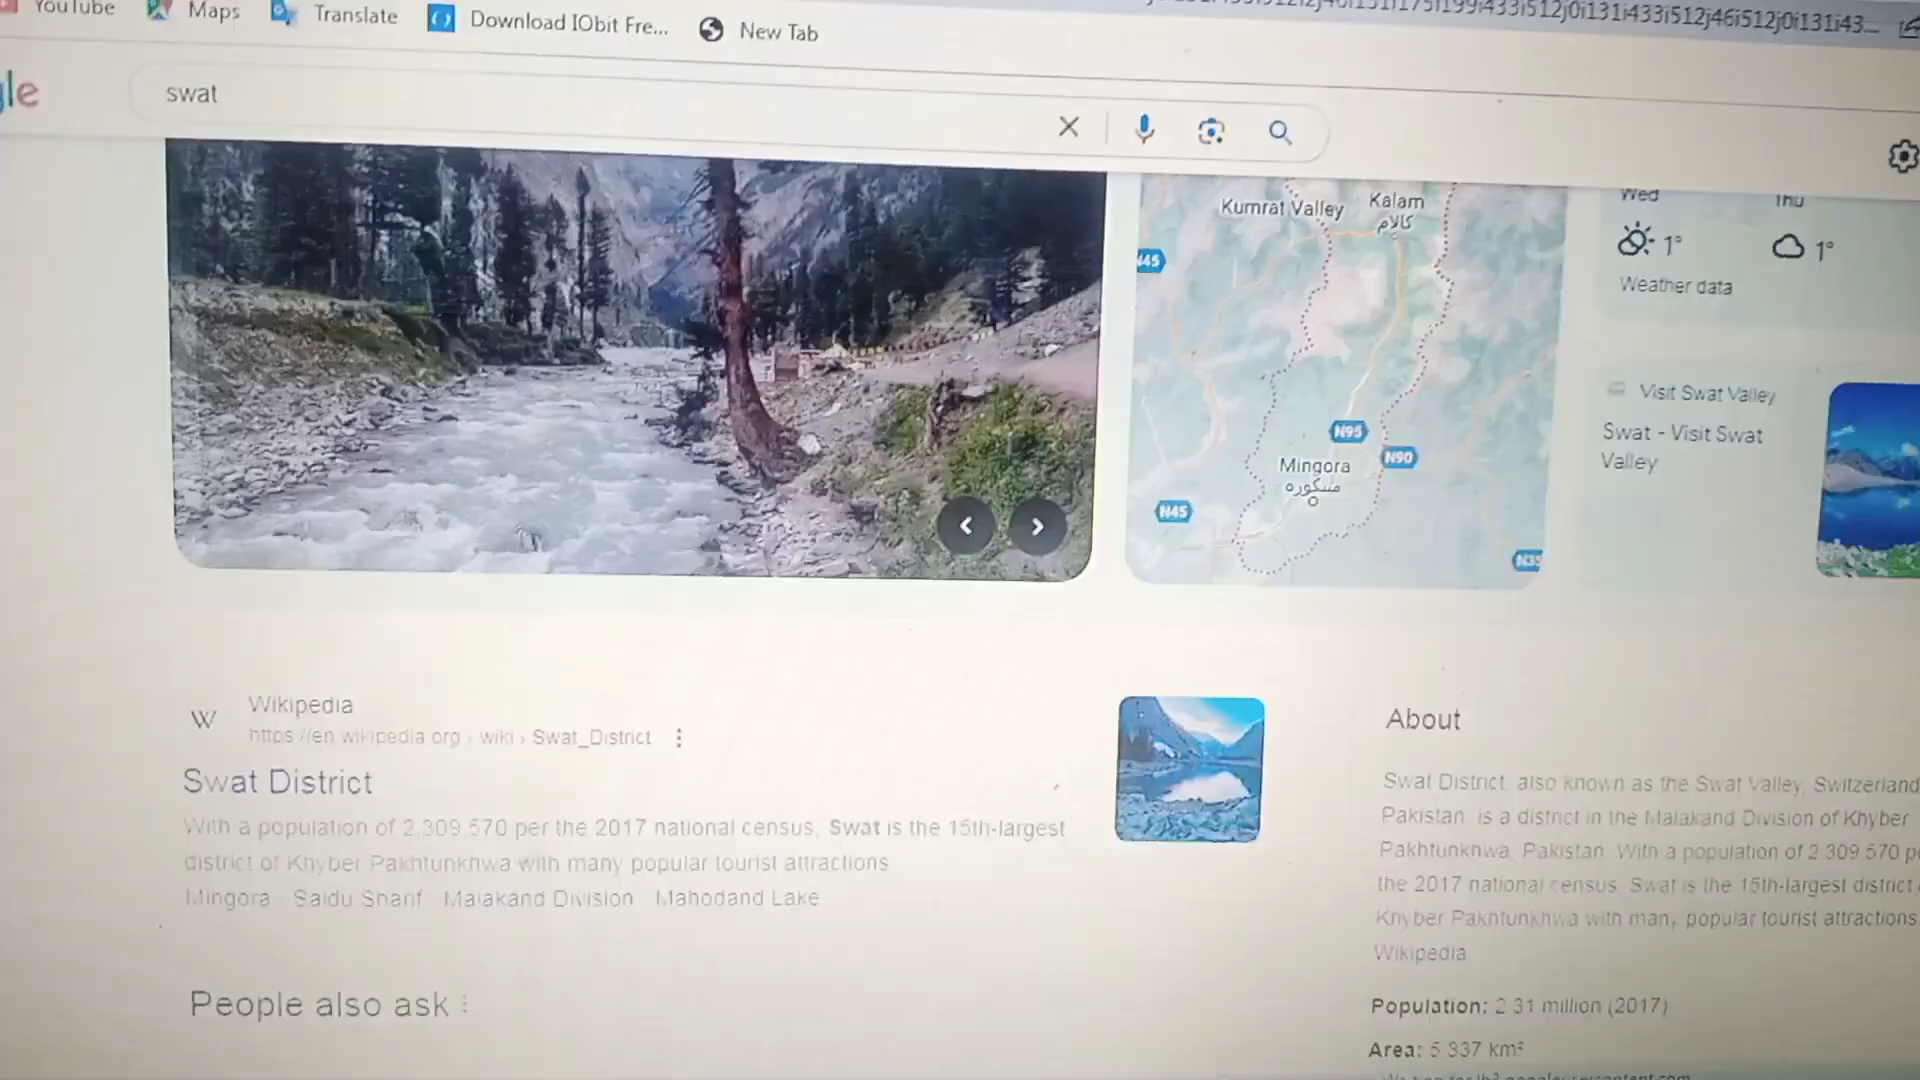 YouTube
Maps
Translate
Download IObit Fre...
New Tab
gle
swat
Kumrat Valley
Kalam
کالام
N45
N95
N90
Mingora
مینگورہ
N45
N35
Wed
Thu
1°
1°
Weather data
Visit Swat Valley
Swat - Visit Swat
Valley
Wikipedia
https://en.wikipedia.org › wiki › Swat_District
Swat District
With a population of 2,309,570 per the 2017 national census, Swat is the 15th-largest
district of Khyber Pakhtunkhwa with many popular tourist attractions
Mingora Saidu Sharif Malakand Division Mahodand Lake
People also ask
About
Swat District, also known as the Swat Valley, Switzerland
Pakistan, is a district in the Malakand Division of Khyber
Pakhtunkhwa, Pakistan. With a population of 2,309,570 pe
the 2017 national census, Swat is the 15th-largest district
Khyber Pakhtunkhwa with many popular tourist attractions
Wikipedia
Population: 2.31 million (2017)
Area: 5,337 km²